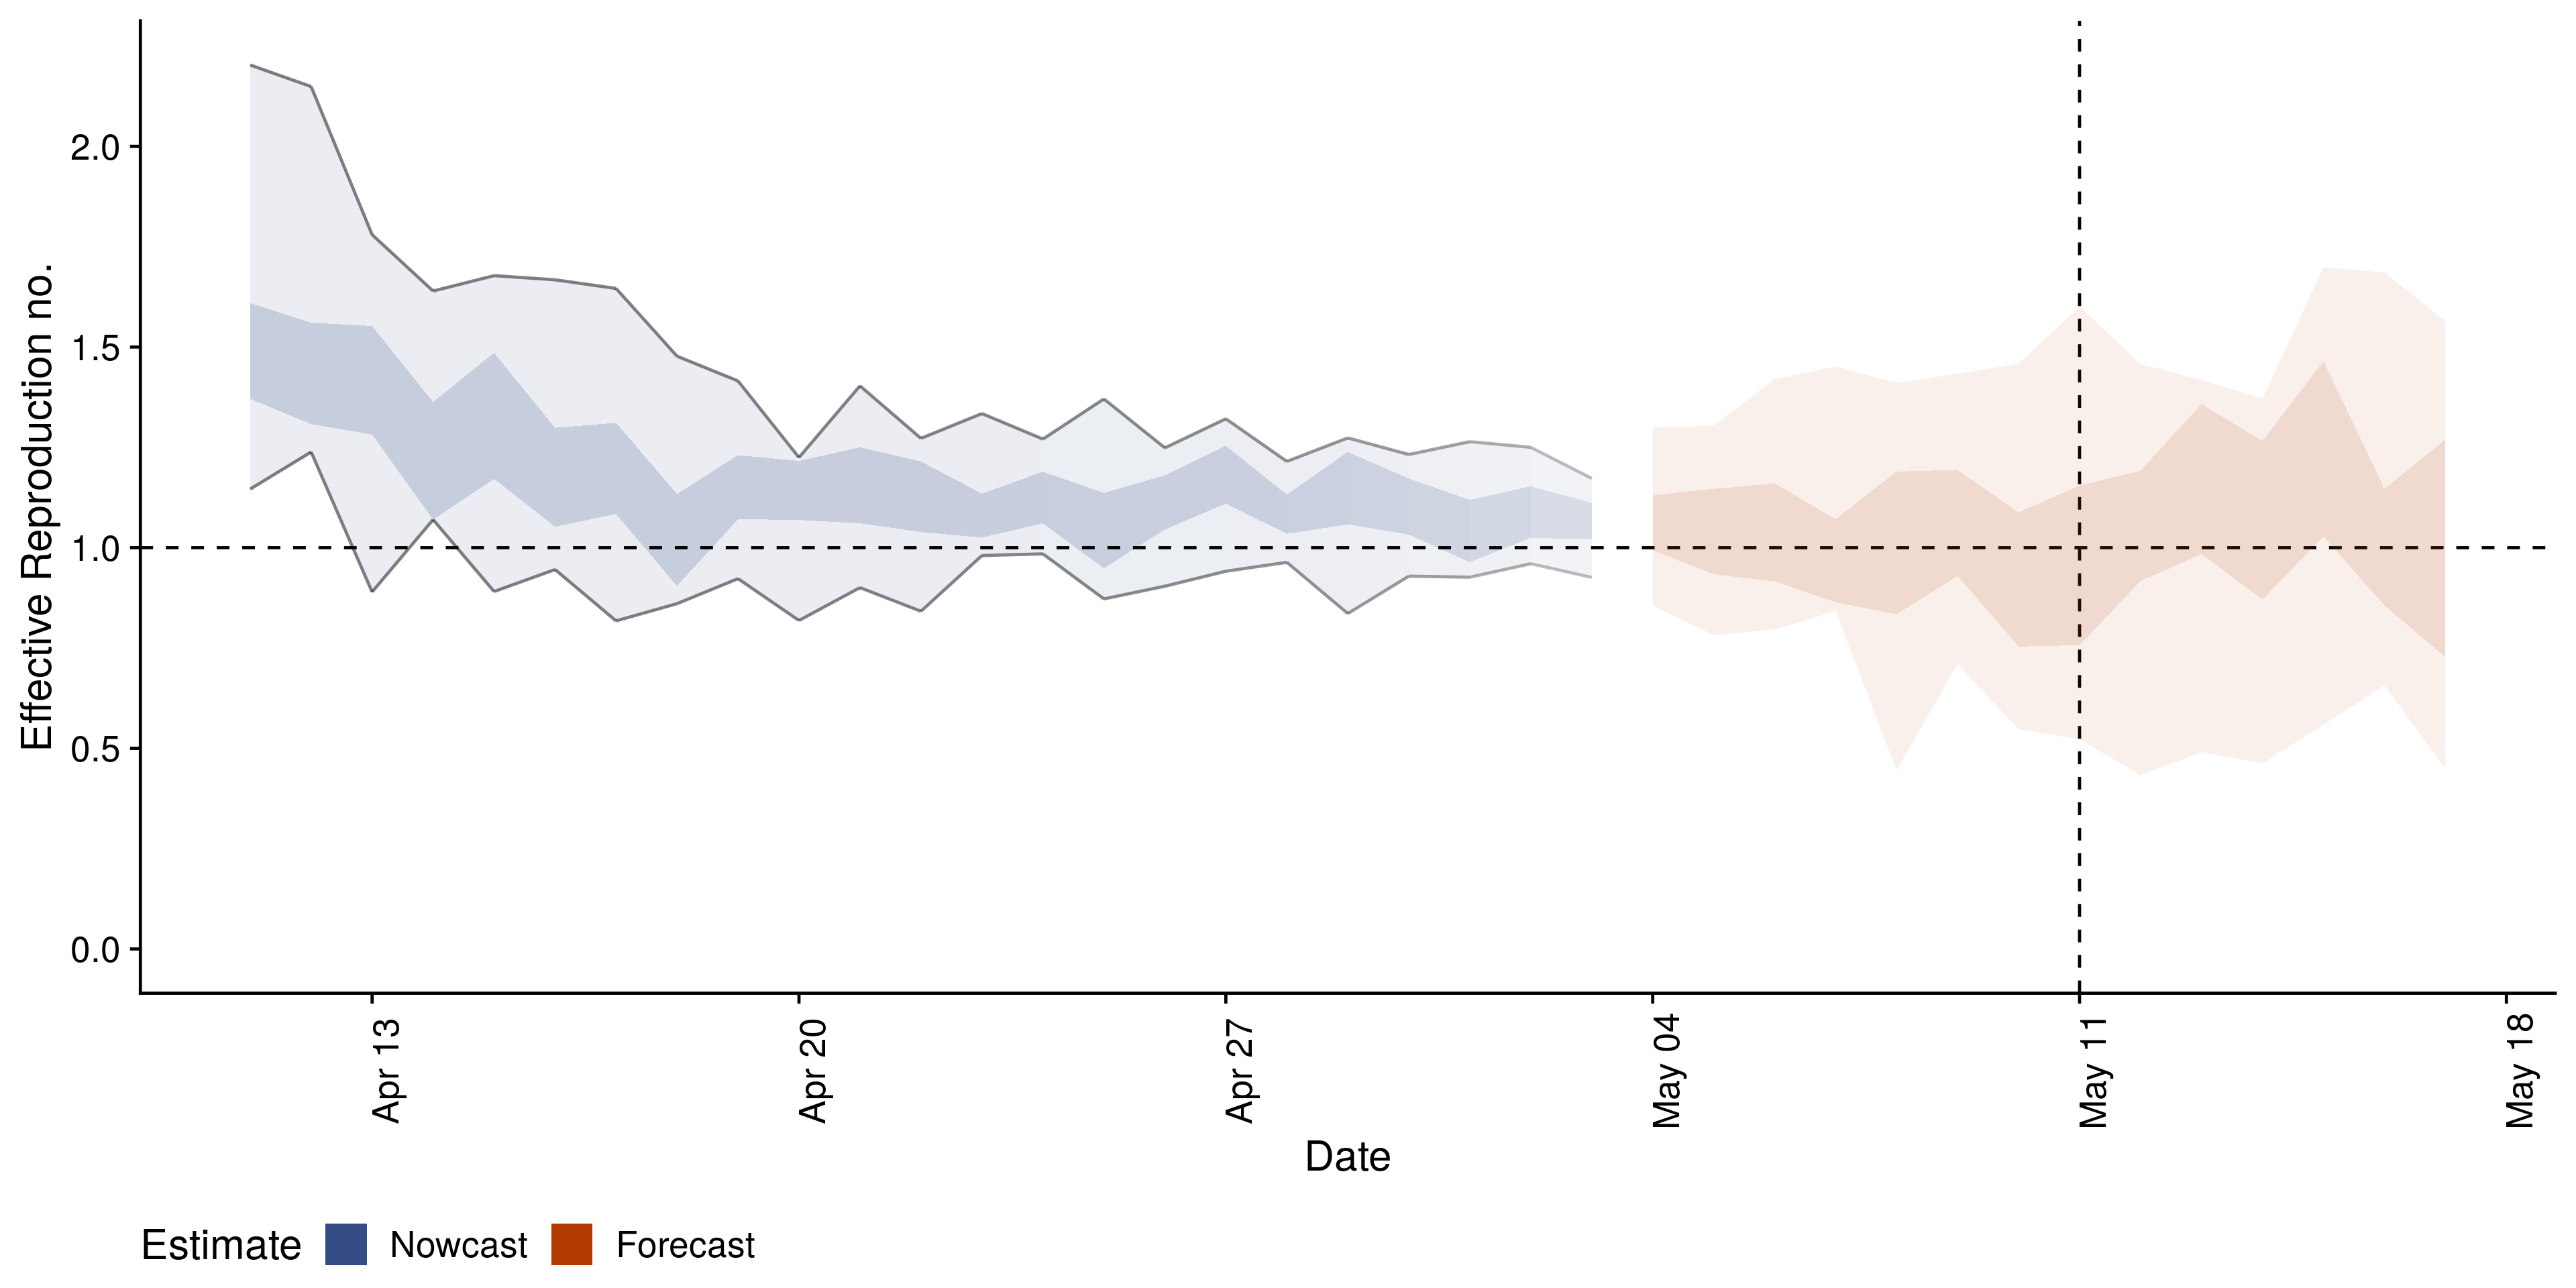 Effective Reproduction no.
2.0
1.5
1.0
0.5
0.0
Apr 13
Apr 20
Apr 27
May 04
May 11
May 18
Date
Estimate Nowcast Forecast